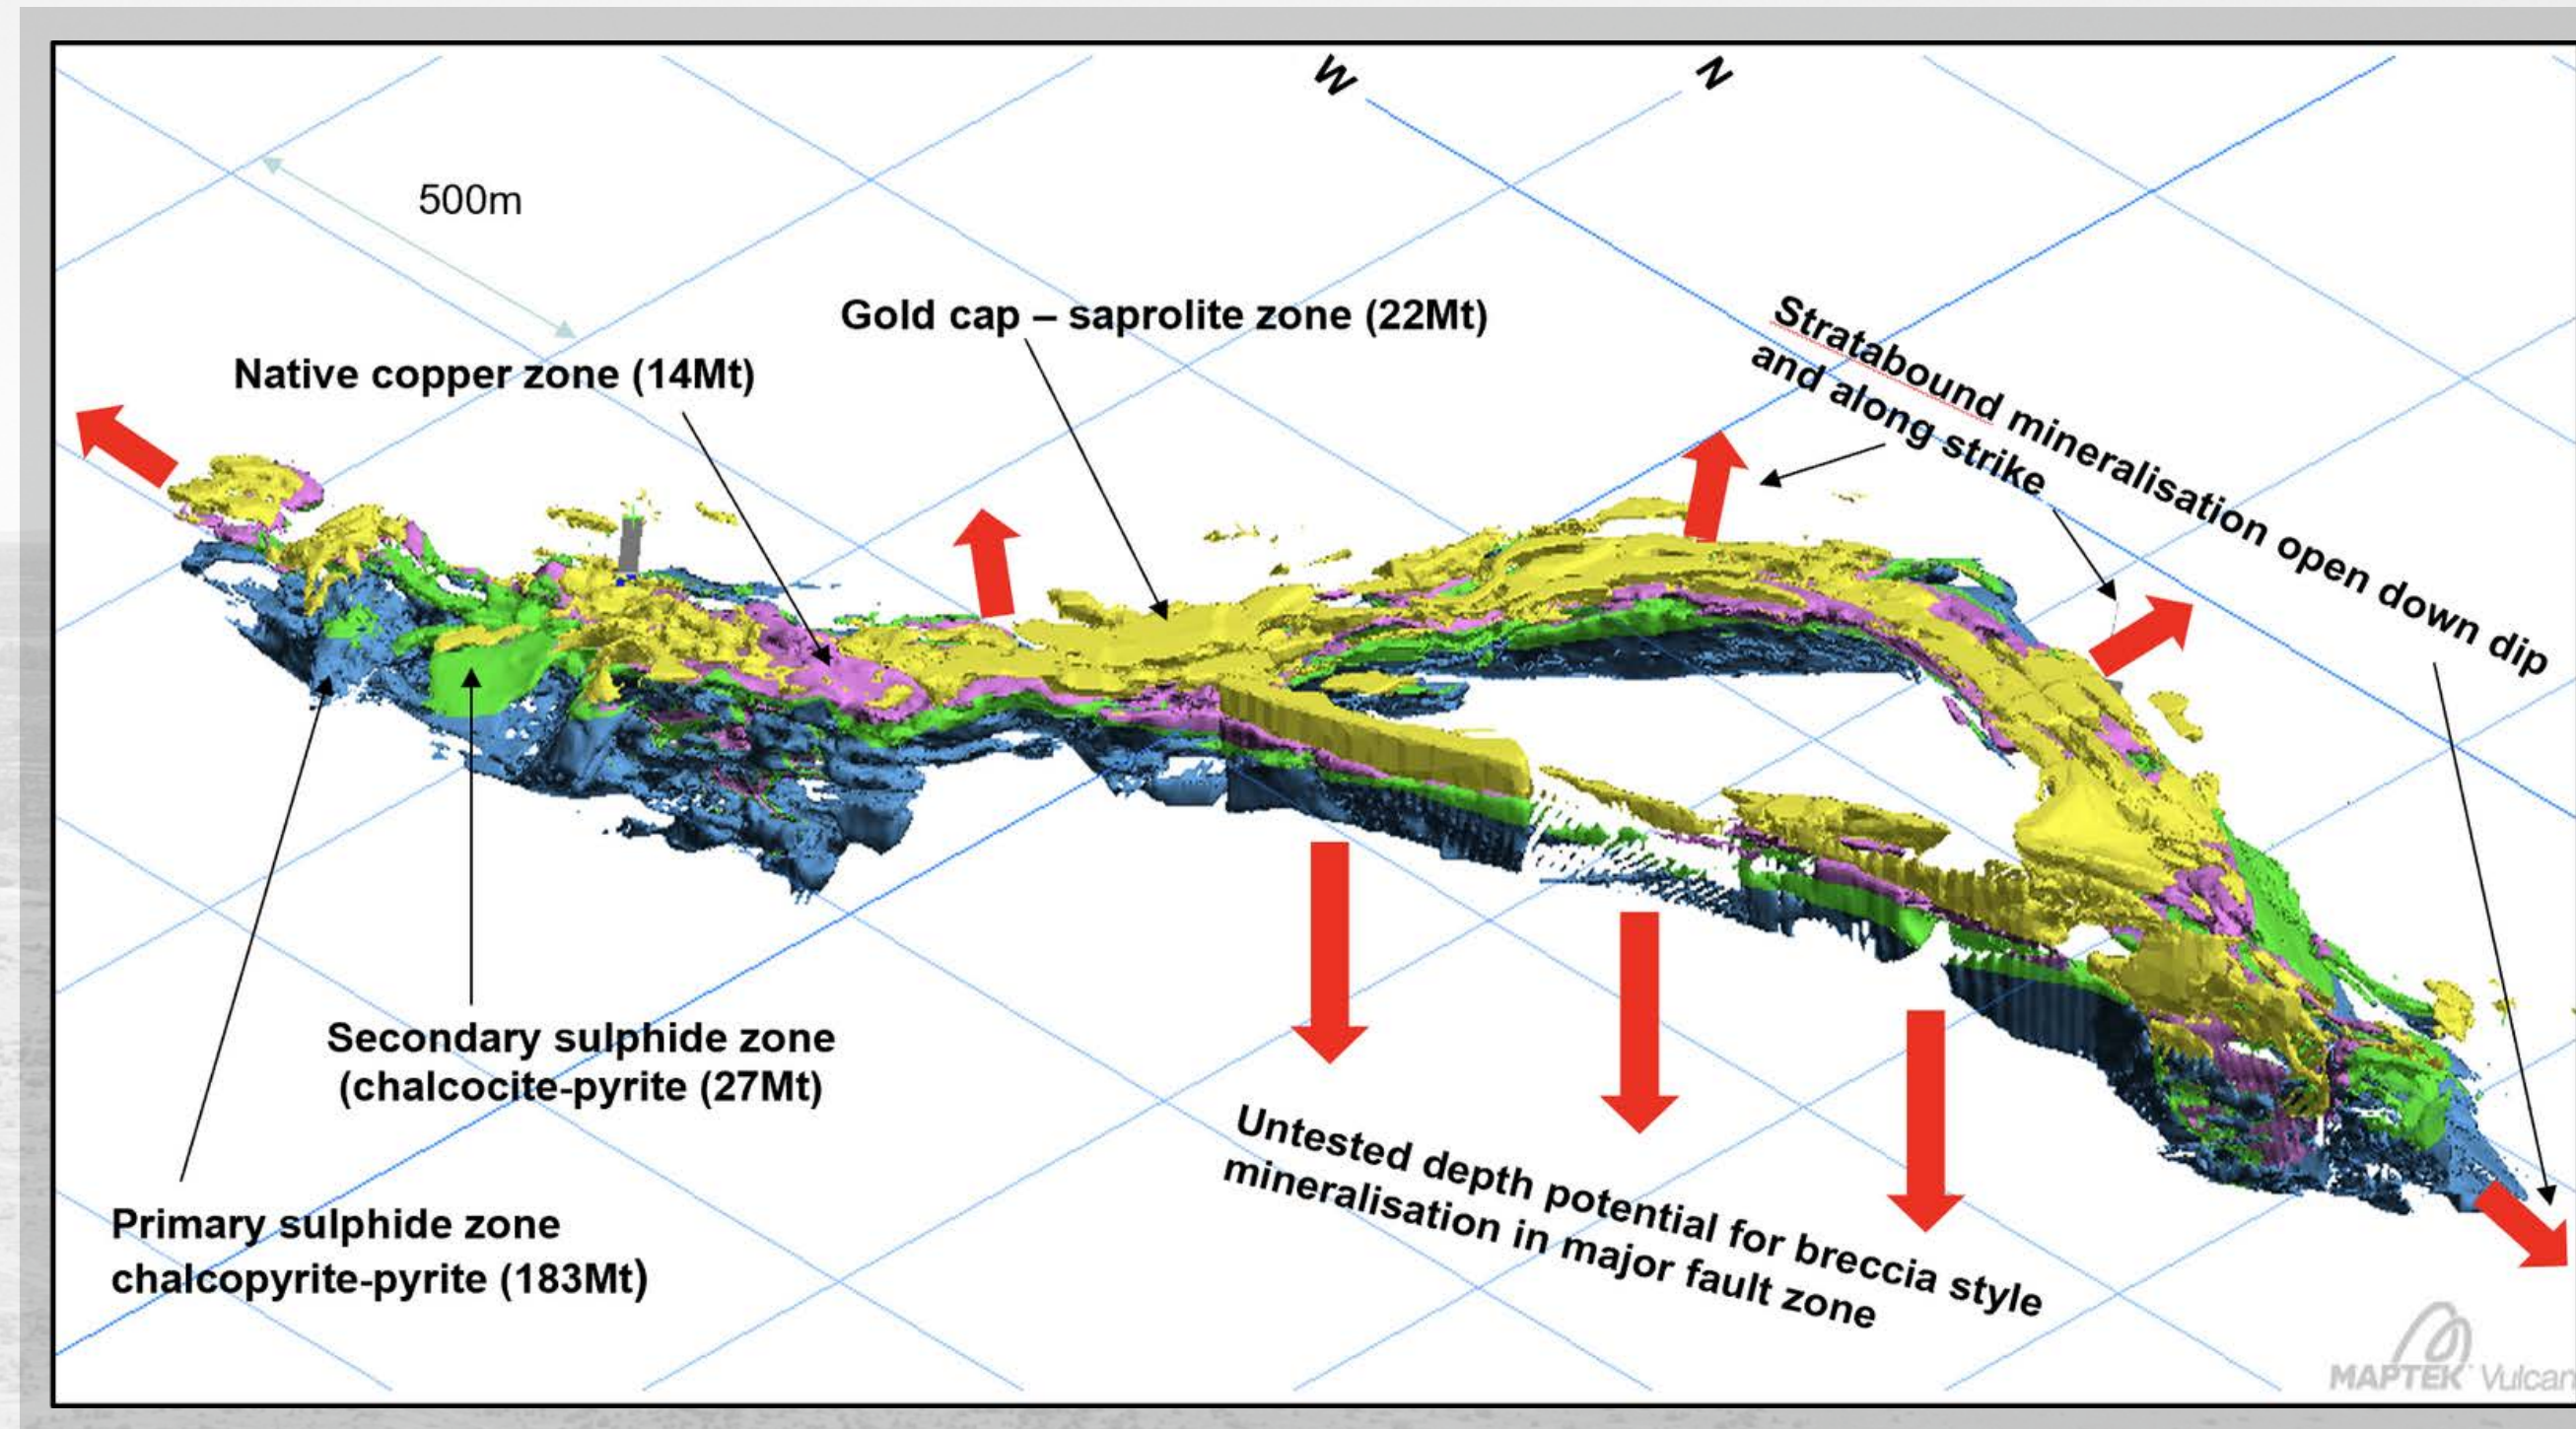 W
N
500m
Gold cap – saprolite zone (22Mt)
Native copper zone (14Mt)
Stratabound mineralisation open down dip
and along strike
Secondary sulphide zone
(chalcocite-pyrite (27Mt)
Primary sulphide zone
chalcopyrite-pyrite (183Mt)
Untested depth potential for breccia style
mineralisation in major fault zone
MAPTEK Vulcan